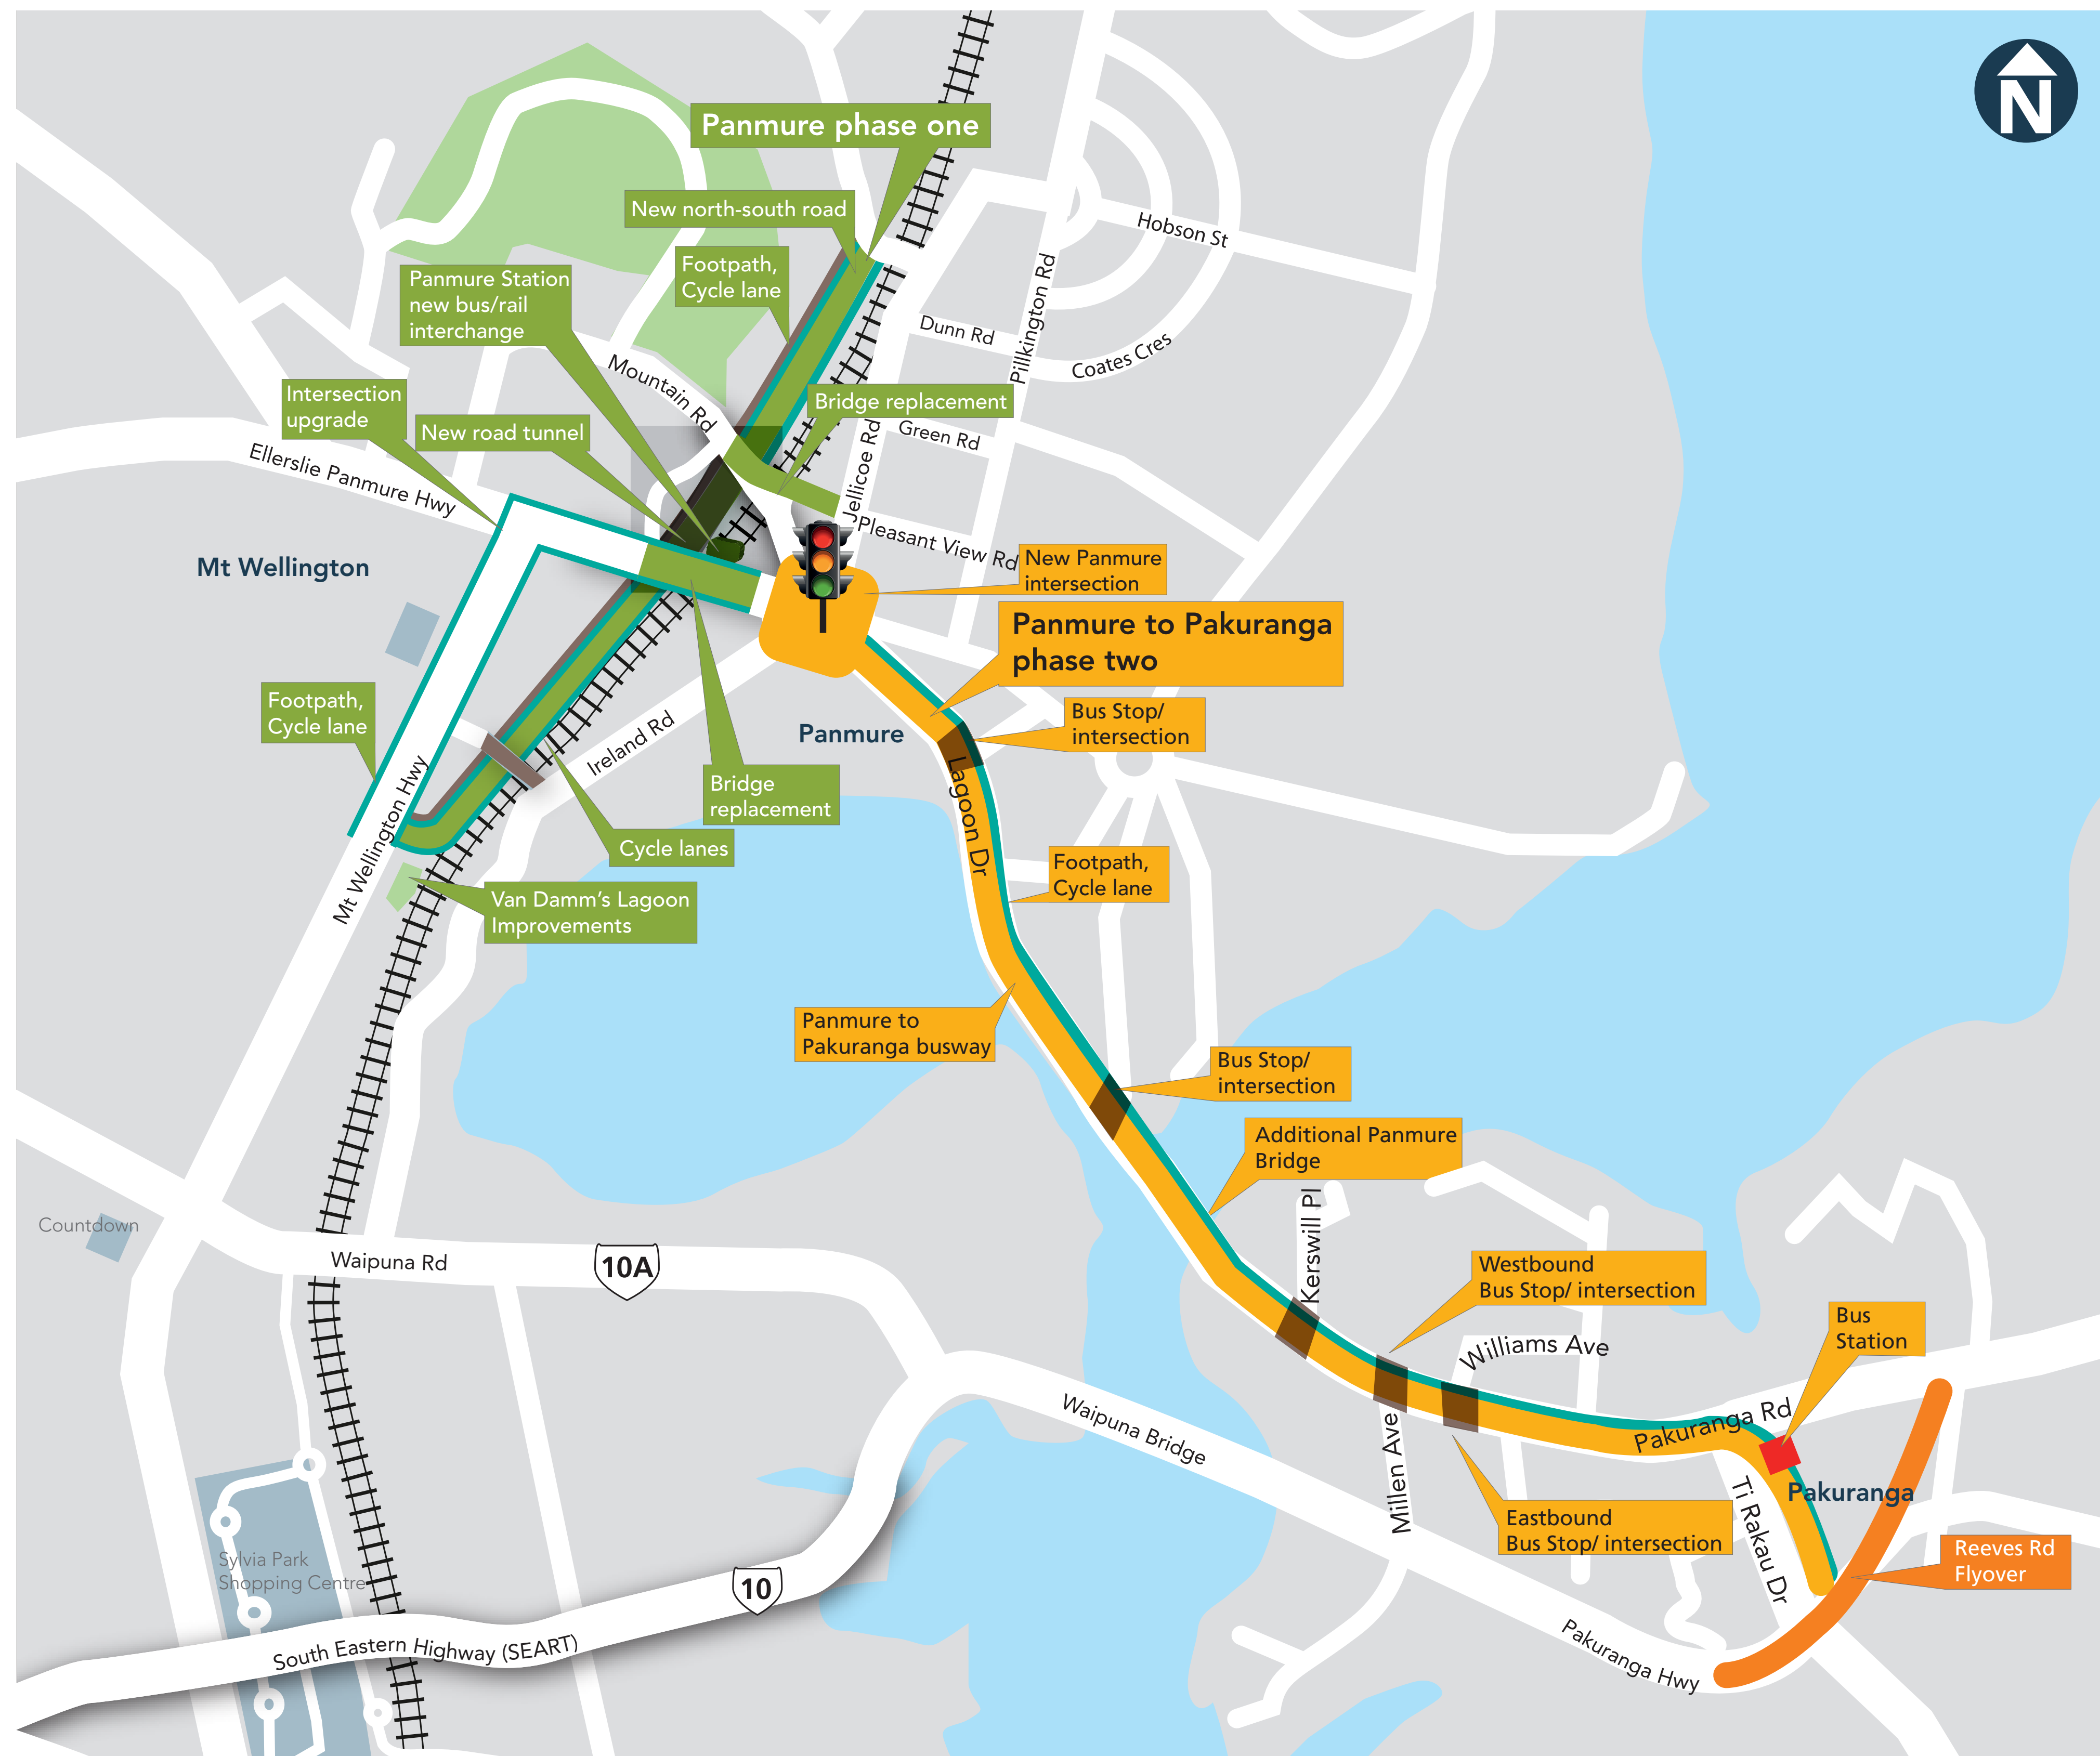 N
Panmure phase one
New north-south road
Hobson St
Footpath,
Cycle lane
Panmure Station
new bus/rail
interchange
Pillkington Rd
Dunn Rd
Coates Cres
Mountain Rd
Intersection
upgrade
Bridge replacement
New road tunnel
Jellicoe Rd
Green Rd
Ellerslie Panmure Hwy
Pleasant View Rd
Mt Wellington
New Panmure
intersection
Panmure to Pakuranga
phase two
Footpath,
Cycle lane
Bus Stop/
intersection
Panmure
Ireland Rd
Bridge
replacement
Lagoon Dr
Mt Wellington Hwy
Cycle lanes
Footpath,
Cycle lane
Van Damm's Lagoon
Improvements
Panmure to
Pakuranga busway
Bus Stop/
intersection
Additional Panmure
Bridge
Kerswill Pl
Countdown
Waipuna Rd
10A
Westbound
Bus Stop/ intersection
Williams Ave
Bus
Station
Waipuna Bridge
Millen Ave
Pakuranga Rd
Pakuranga
Ti Rakau Dr
Eastbound
Bus Stop/ intersection
Reeves Rd
Flyover
Sylvia Park
Shopping Centre
10
South Eastern Highway (SEART)
Pakuranga Hwy